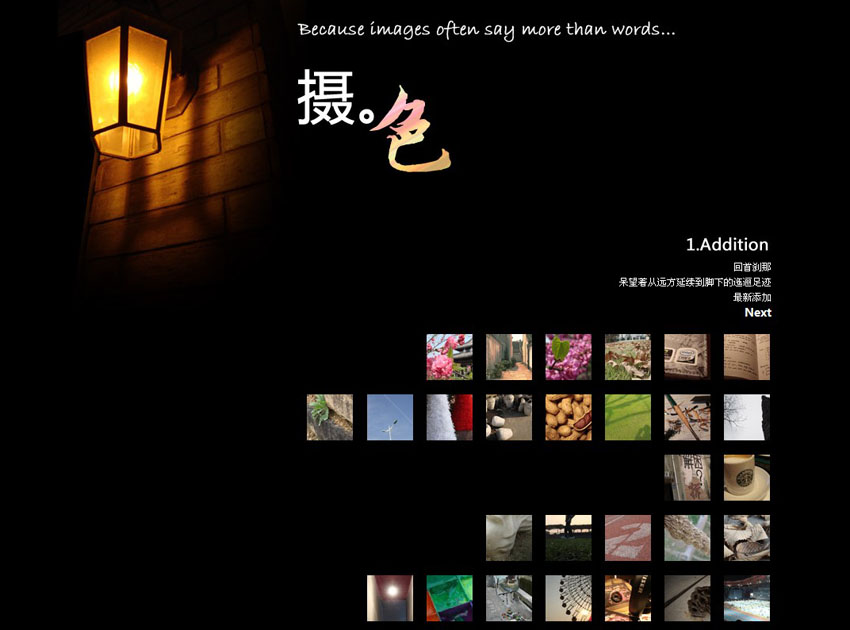 Because images often say more than words...
摄。色
1.Addition
回首刹那
呆望着从远方延续到脚下的迤逦足迹
最新添加
Next